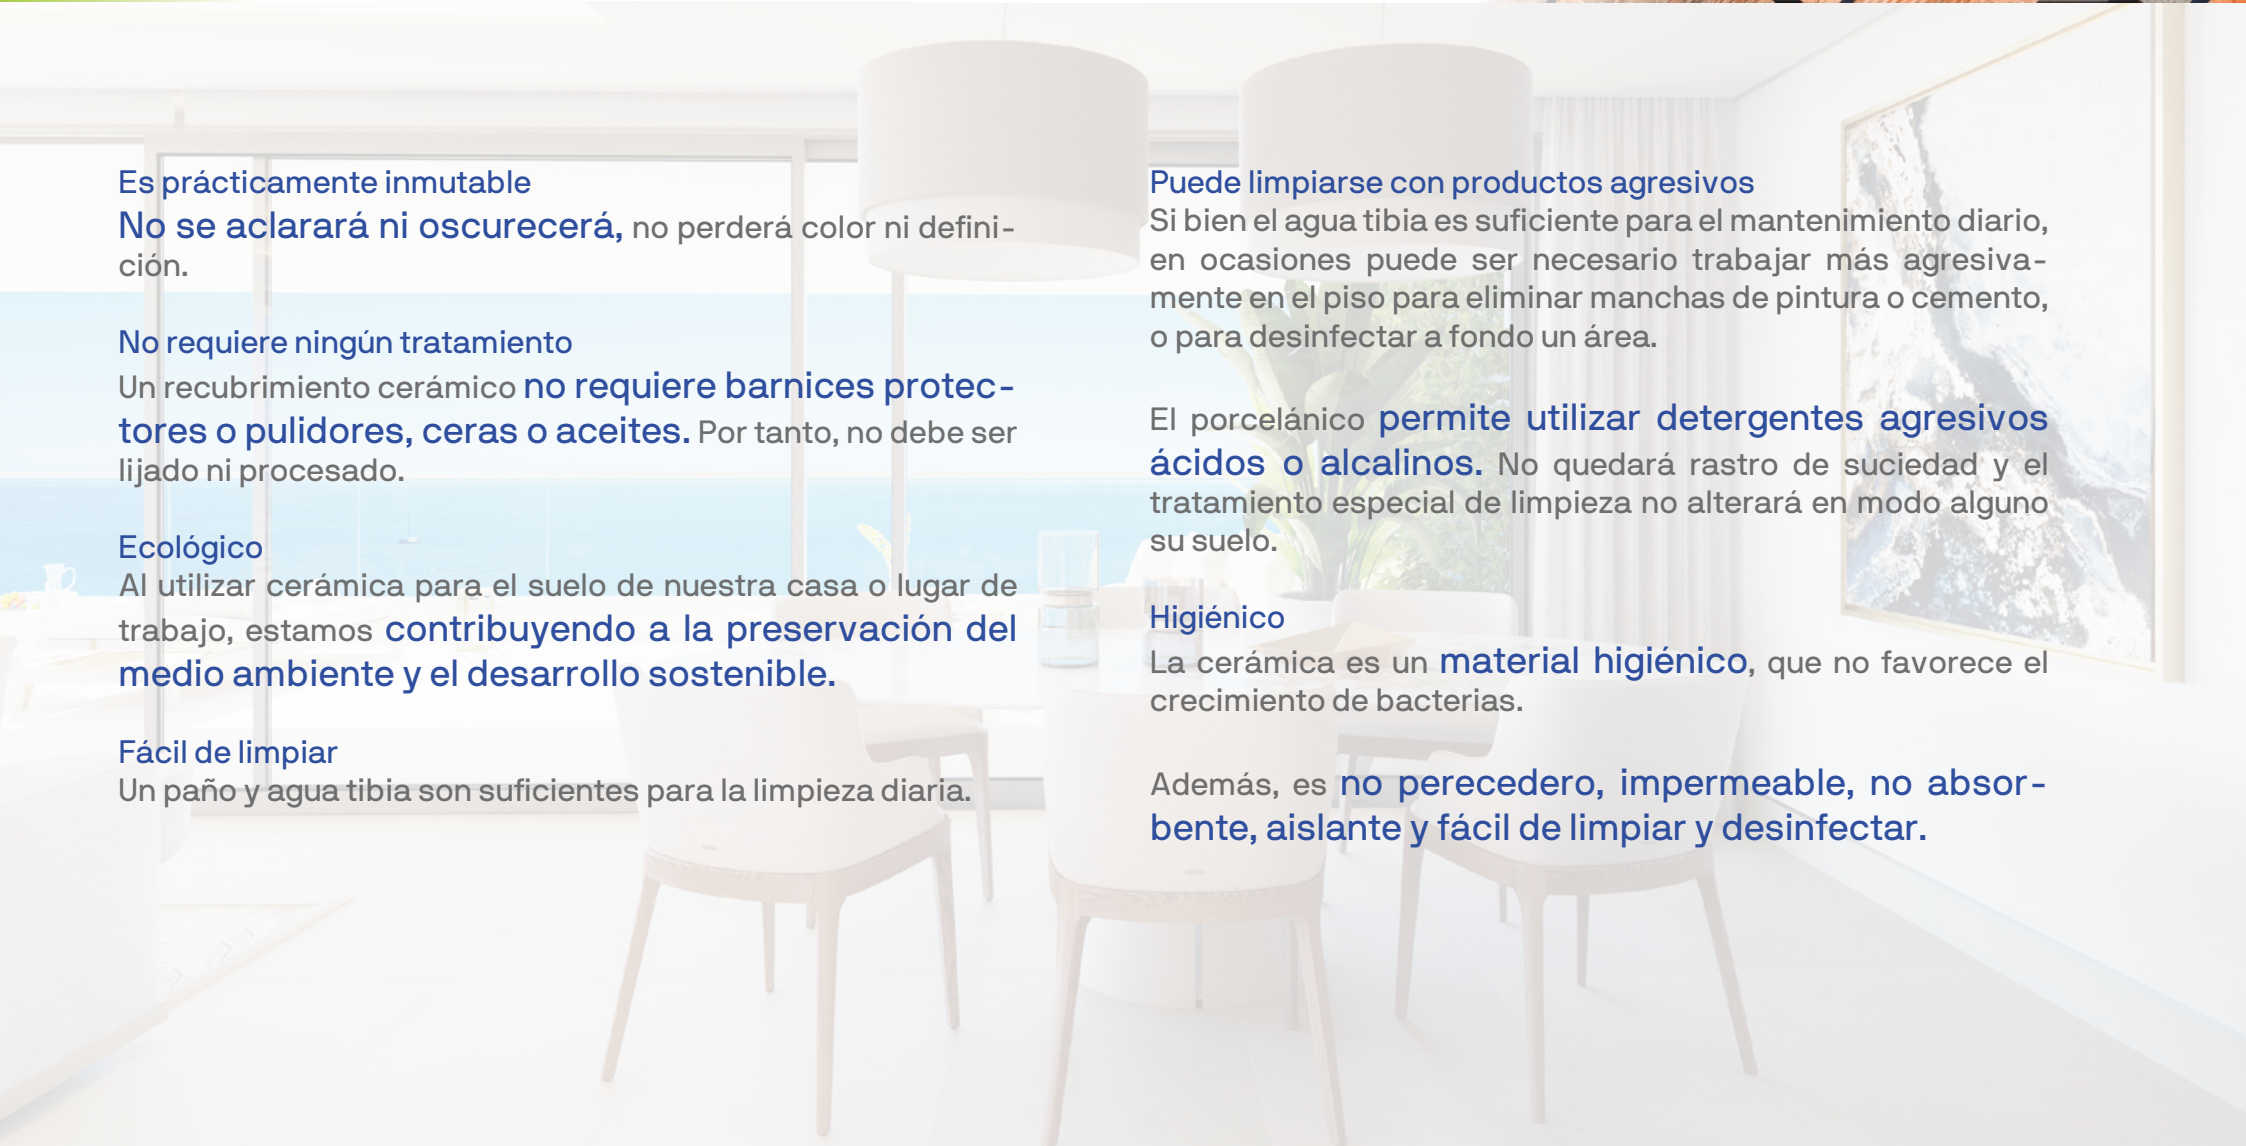 Es prácticamente inmutable
No se aclarará ni oscurecerá, no perderá color ni defini-
ción.
No requiere ningún tratamiento
Un recubrimiento cerámico no requiere barnices protec-
tores o pulidores, ceras o aceites. Por tanto, no debe ser
lijado ni procesado.
Ecológico
Al utilizar cerámica para el suelo de nuestra casa o lugar de
trabajo, estamos contribuyendo a la preservación del
medio ambiente y el desarrollo sostenible.
Fácil de limpiar
Un paño y agua tibia son suficientes para la limpieza diaria.
Puede limpiarse con productos agresivos
Si bien el agua tibia es suficiente para el mantenimiento diario,
en ocasiones puede ser necesario trabajar más agresiva-
mente en el piso para eliminar manchas de pintura o cemento,
o para desinfectar a fondo un área.
El porcelánico permite utilizar detergentes agresivos
ácidos o alcalinos. No quedará rastro de suciedad y el
tratamiento especial de limpieza no alterará en modo alguno
su suelo.
Higiénico
La cerámica es un material higiénico, que no favorece el
crecimiento de bacterias.
Además, es no perecedero, impermeable, no absor-
bente, aislante y fácil de limpiar y desinfectar.